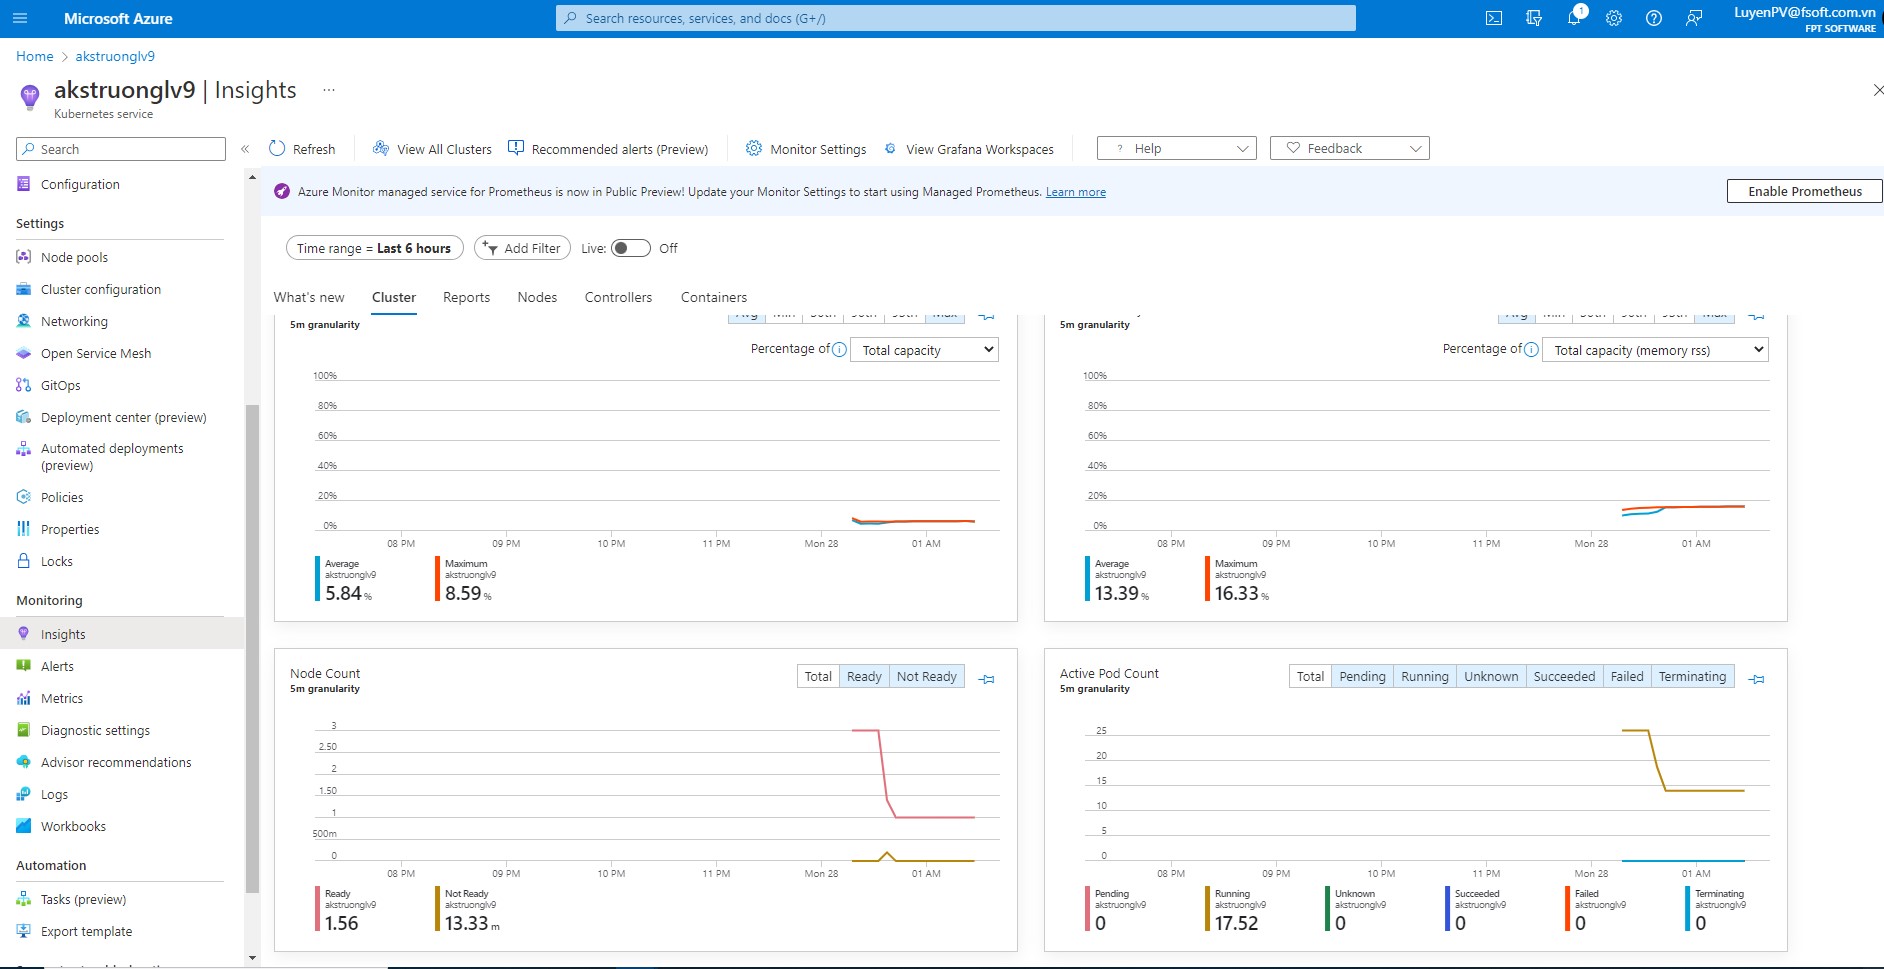 Microsoft Azure
Search resources, services, and docs (G+/)
1
LuyenPV@fsoft.com.vn
FPT SOFTWARE
Home > akstruonglv9
akstruonglv9 | Insights ...
Kubernetes service
Search
«
Refresh
View All Clusters
Recommended alerts (Preview)
Monitor Settings
View Grafana Workspaces
? Help
Feedback
Configuration
Settings
Node pools
Cluster configuration
Networking
Open Service Mesh
GitOps
Deployment center (preview)
Automated deployments
(preview)
Policies
Properties
Locks
Monitoring
Insights
Alerts
Metrics
Diagnostic settings
Advisor recommendations
Logs
Workbooks
Automation
Tasks (preview)
Export template
Azure Monitor managed service for Prometheus is now in Public Preview! Update your Monitor Settings to start using Managed Prometheus. Learn more
Enable Prometheus
Time range = Last 6 hours
Add Filter
Live: Off
What's new Cluster Reports Nodes Controllers Containers
5m granularity
Avg Min 50th 90th 95th Max
Percentage of Total capacity
100%
80%
60%
40%
20%
0%
08 PM 09 PM 10 PM 11 PM Mon 28 01 AM
Average
akstruonglv9
5.84 %
Maximum
akstruonglv9
8.59 %
5m granularity
Avg Min 50th 90th 95th Max
Percentage of Total capacity (memory rss)
100%
80%
60%
40%
20%
0%
08 PM 09 PM 10 PM 11 PM Mon 28 01 AM
Average
akstruonglv9
13.39 %
Maximum
akstruonglv9
16.33 %
Node Count
5m granularity
Total Ready Not Ready
3
2.50
2
1.50
1
500m
0
08 PM 09 PM 10 PM 11 PM Mon 28 01 AM
Ready
akstruonglv9
1.56
Not Ready
akstruonglv9
13.33 m
Active Pod Count
5m granularity
Total Pending Running Unknown Succeeded Failed Terminating
25
20
15
10
5
0
08 PM 09 PM 10 PM 11 PM Mon 28 01 AM
Pending
akstruonglv9
0
Running
akstruonglv9
17.52
Unknown
akstruonglv9
0
Succeeded
akstruonglv9
0
Failed
akstruonglv9
0
Terminating
akstruonglv9
0